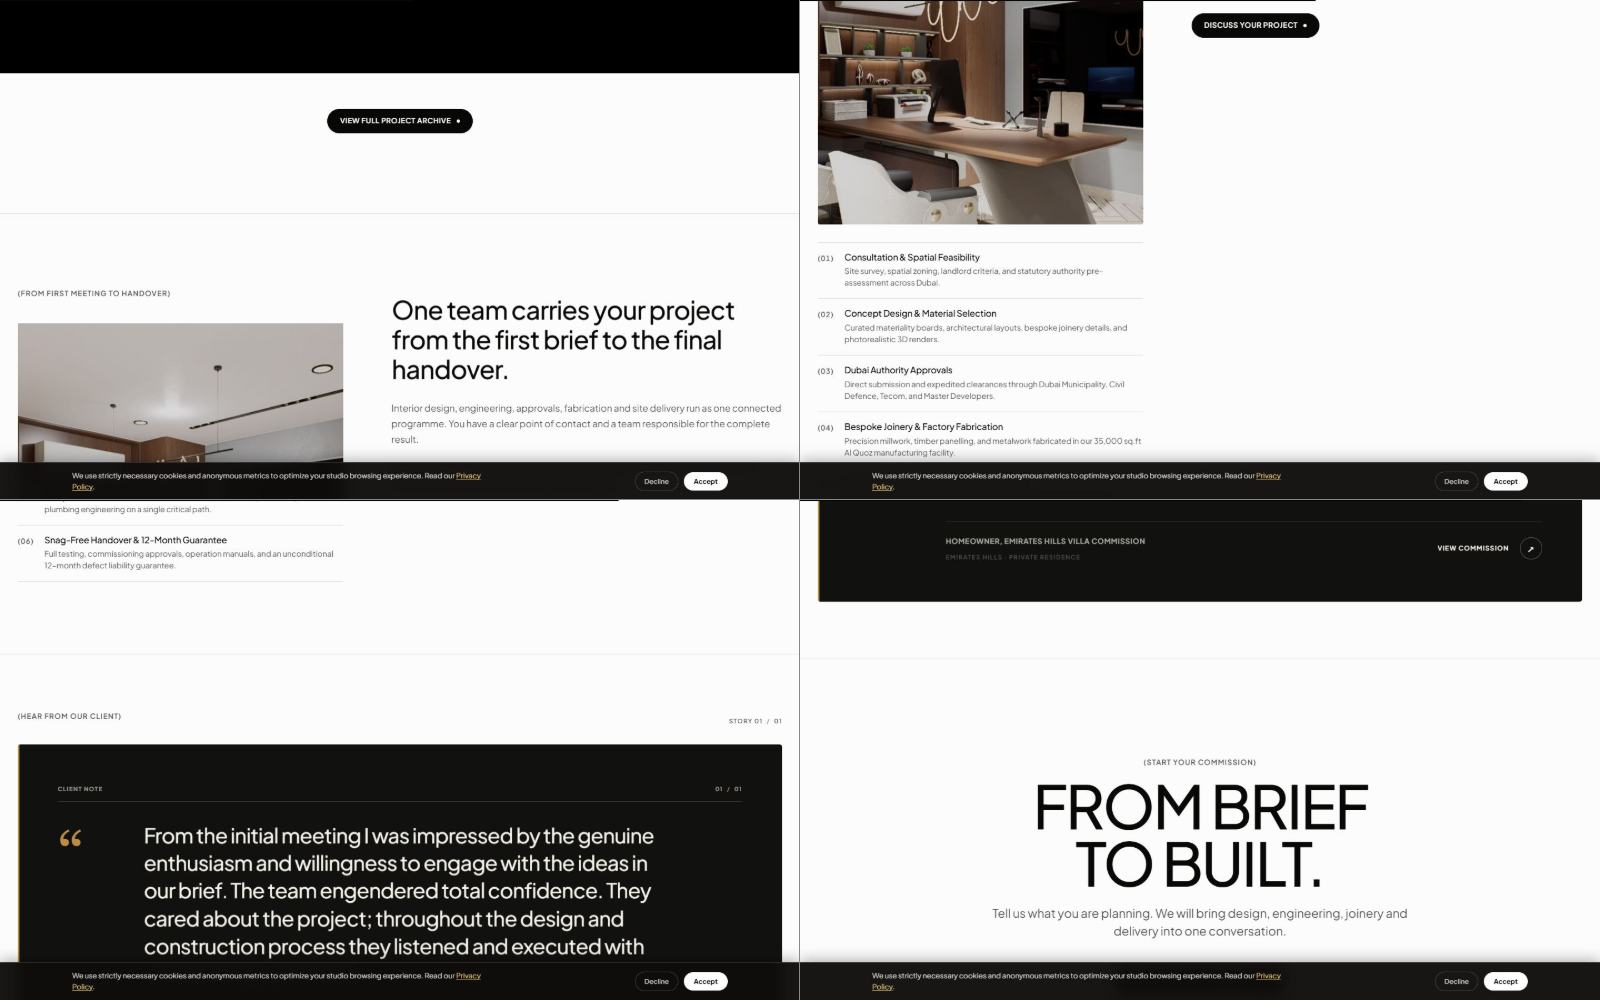 VIEW FULL PROJECT ARCHIVE
(FROM FIRST MEETING TO HANDOVER)
One team carries your project
from the first brief to the final
handover.
Interior design, engineering, approvals, fabrication and site delivery run as one connected
programme. You have a clear point of contact and a team responsible for the complete
result.
We use strictly necessary cookies and anonymous metrics to optimize your studio browsing experience. Read our Privacy
Policy.
Decline
Accept
DISCUSS YOUR PROJECT
(01) Consultation & Spatial Feasibility
Site survey, spatial zoning, landlord criteria, and statutory authority pre-
assessment across Dubai.
(02) Concept Design & Material Selection
Curated materiality boards, architectural layouts, bespoke joinery details, and
photorealistic 3D renders.
(03) Dubai Authority Approvals
Direct submission and expedited clearances through Dubai Municipality, Civil
Defence, Tecom, and Master Developers.
(04) Bespoke Joinery & Factory Fabrication
Precision millwork, timber panelling, and metalwork fabricated in our 35,000 sq.ft
Al Quoz manufacturing facility.
We use strictly necessary cookies and anonymous metrics to optimize your studio browsing experience. Read our Privacy
Policy.
Decline
Accept
plumbing engineering on a single critical path.
(06) Snag-Free Handover & 12-Month Guarantee
Full testing, commissioning approvals, operation manuals, and an unconditional
12-month defect liability guarantee.
(HEAR FROM OUR CLIENT)
STORY 01 / 01
CLIENT NOTE
01 / 01
“
From the initial meeting I was impressed by the genuine
enthusiasm and willingness to engage with the ideas in
our brief. The team engendered total confidence. They
cared about the project; throughout the design and
construction process they listened and executed with
We use strictly necessary cookies and anonymous metrics to optimize your studio browsing experience. Read our Privacy
Policy.
Decline
Accept
HOMEOWNER, EMIRATES HILLS VILLA COMMISSION
EMIRATES HILLS · PRIVATE RESIDENCE
VIEW COMMISSION ↗
(START YOUR COMMISSION)
FROM BRIEF
TO BUILT.
Tell us what you are planning. We will bring design, engineering, joinery and
delivery into one conversation.
We use strictly necessary cookies and anonymous metrics to optimize your studio browsing experience. Read our Privacy
Policy.
Decline
Accept